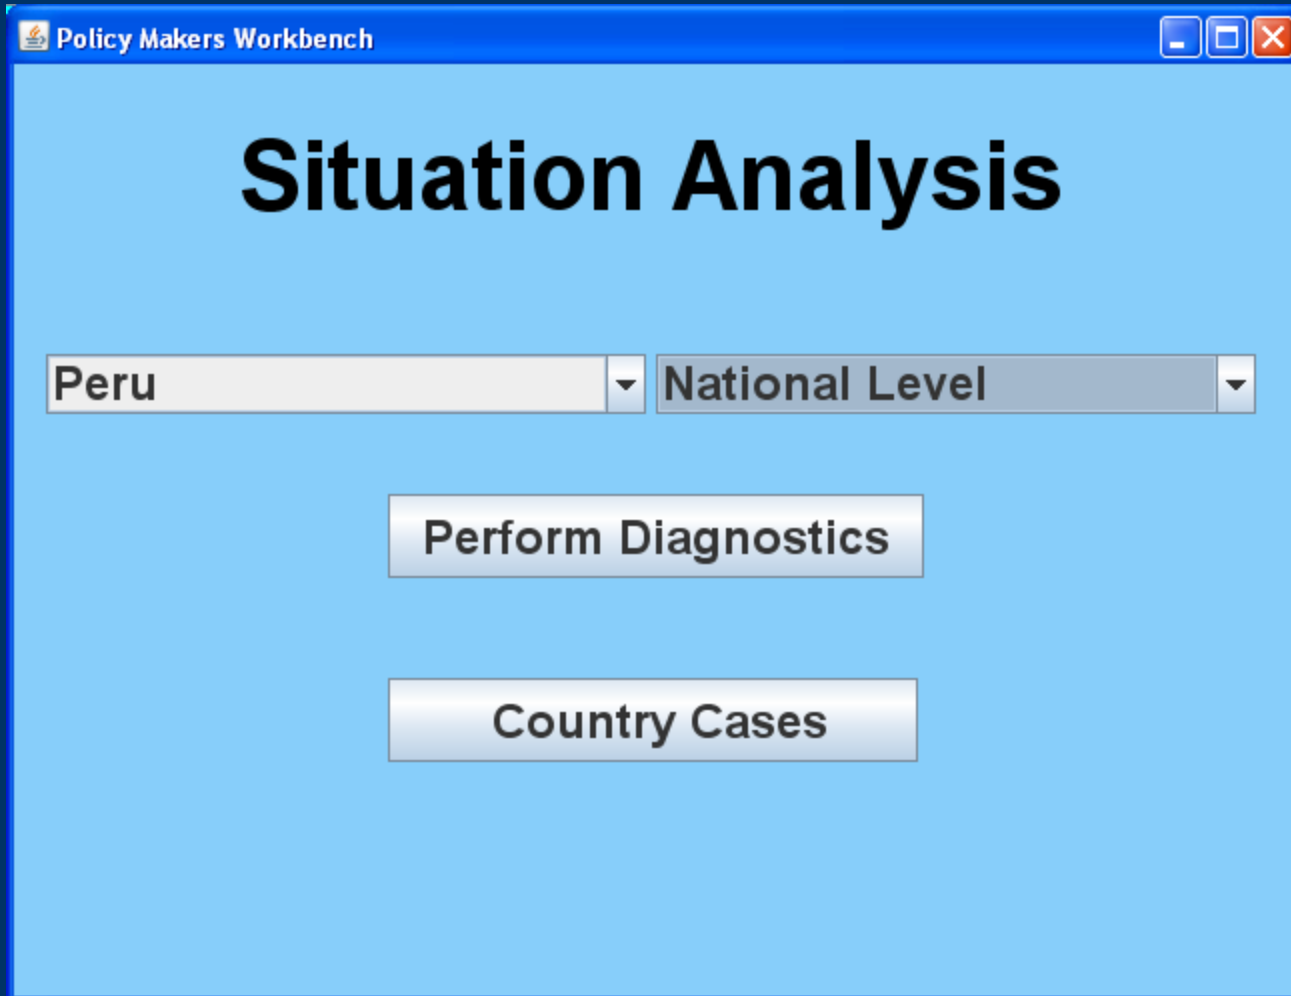 Policy Makers Workbench
Situation Analysis
Peru National Level
Perform Diagnostics
Country Cases